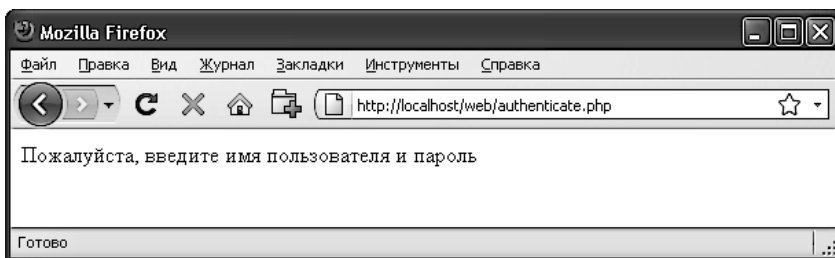 Mozilla Firefox
Файл Правка Вид Журнал Закладки Инструменты Справка
http://localhost/web/authenticate.php
Пожалуйста, введите имя пользователя и пароль
Готово